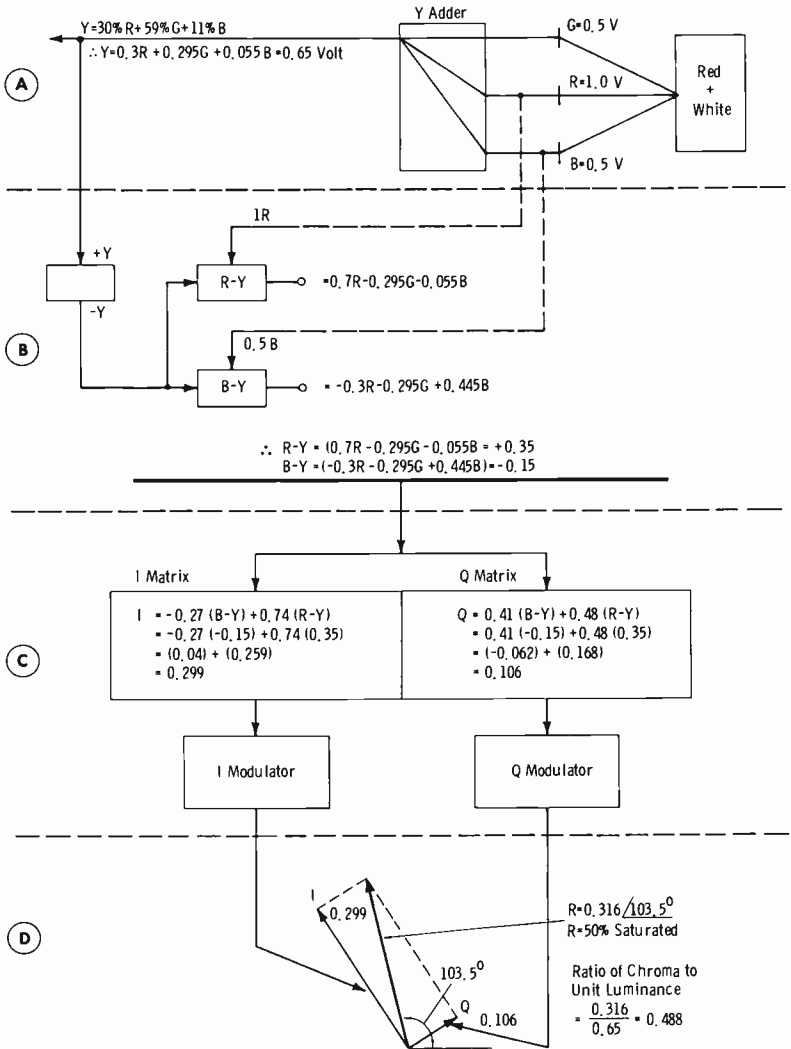 Y Adder
Y=30% R+59% G+11% B
∴ Y=0.3R+0.295G+0.055B=0.65 Volt
G=0.5 V
R=1.0 V
B=0.5 V
Red
+
White
A
1R
+Y
-Y
R-Y
=0.7R-0.295G-0.055B
B
0.5B
B-Y
= -0.3R-0.295G+0.445B
∴ R-Y = (0.7R-0.295G-0.055B = +0.35
B-Y = (-0.3R-0.295G+0.445B) = -0.15
I Matrix
Q Matrix
I = -0.27 (B-Y) + 0.74 (R-Y)
= -0.27 (-0.15) + 0.74 (0.35)
= (0.04) + (0.259)
= 0.299
Q = 0.41 (B-Y) + 0.48 (R-Y)
= 0.41 (-0.15) + 0.48 (0.35)
= (-0.062) + (0.168)
= 0.106
C
I Modulator
Q Modulator
D
I
0.299
103.5°
Q
0.106
R=0.316/103.5°
R=50% Saturated
Ratio of Chroma to
Unit Luminance
= 0.316/0.65 = 0.488